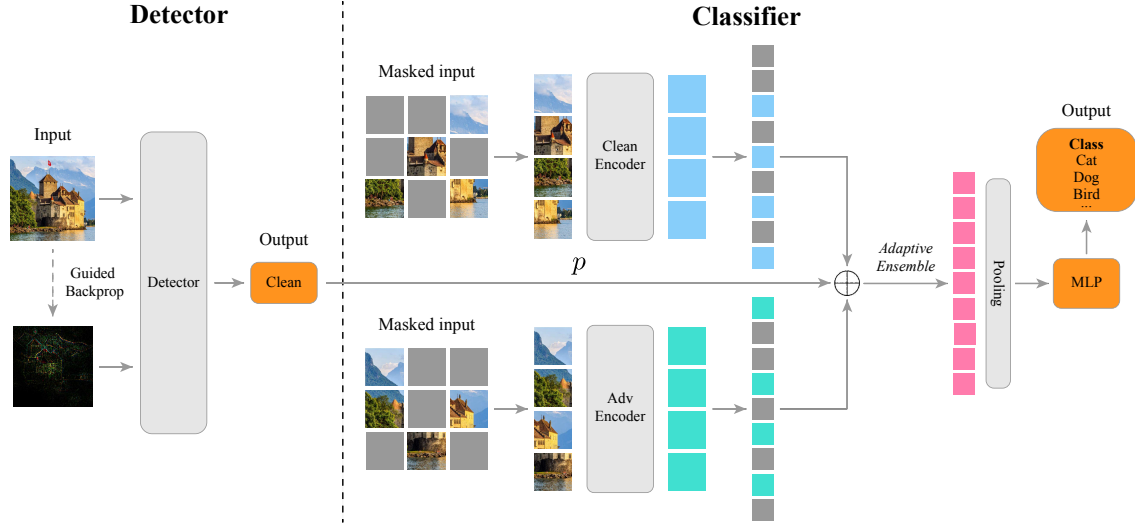 Detector
Classifier
Input
Guided
Backprop
Detector
Output
Clean
Masked input
Clean
Encoder
p
Masked input
Adv
Encoder
Adaptive
Ensemble
Pooling
MLP
Output
Class
Cat
Dog
Bird
...